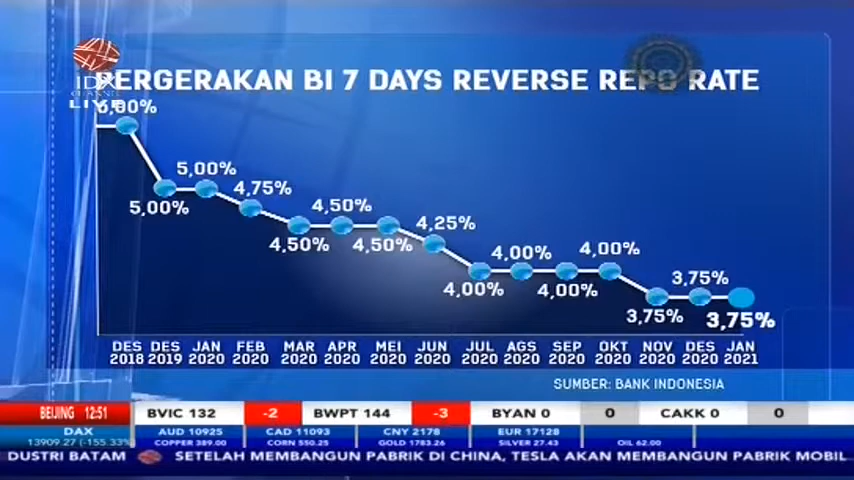 PERGERAKAN BI 7 DAYS REVERSE REPO RATE
IDX
CHANNEL
LIVE
6,00%
5,00%
5,00%
4,75%
4,50%
4,50%
4,50%
4,25%
4,00%
4,00%
4,00%
4,00%
3,75%
3,75%
3,75%
DES 2018
DES 2019
JAN 2020
FEB 2020
MAR 2020
APR 2020
MEI 2020
JUN 2020
JUL 2020
AGS 2020
SEP 2020
OKT 2020
NOV 2020
DES 2020
JAN 2021
SUMBER: BANK INDONESIA
BEIJING 12:51
BVIC 132 -2 BWPT 144 -3 BYAN 0 0 CAKK 0 0
DAX
13909.27 (-155.33%)
AUD 10925 CAD 11093 CNY 2178 EUR 17128
COPPER 389.00 CORN 550.25 GOLD 1783.26 SILVER 27.43 OIL 62.00
DUSTRI BATAM SETELAH MEMBANGUN PABRIK DI CHINA, TESLA AKAN MEMBANGUN PABRIK MOBIL